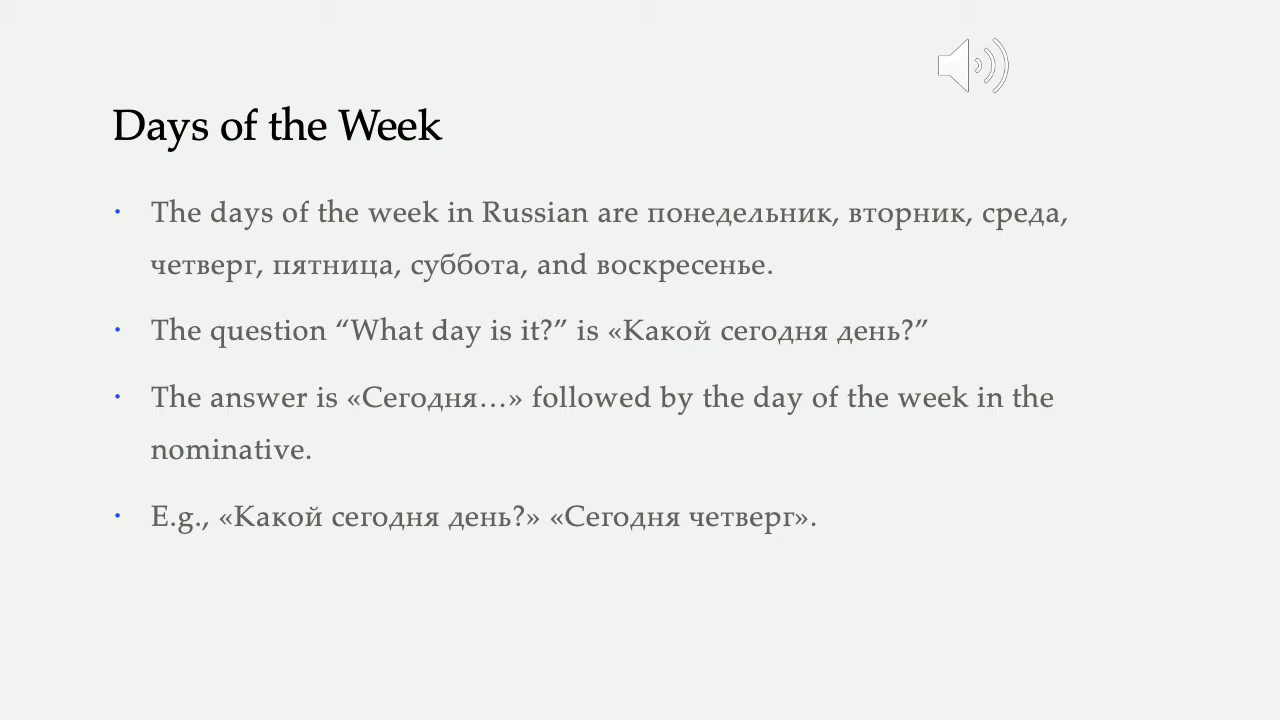 Days of the Week
• The days of the week in Russian are понедельник, вторник, среда,
четверг, пятница, суббота, and воскресенье.
• The question “What day is it?” is «Какой сегодня день?”
• The answer is «Сегодня…» followed by the day of the week in the
nominative.
• E.g., «Какой сегодня день?» «Сегодня четверг».